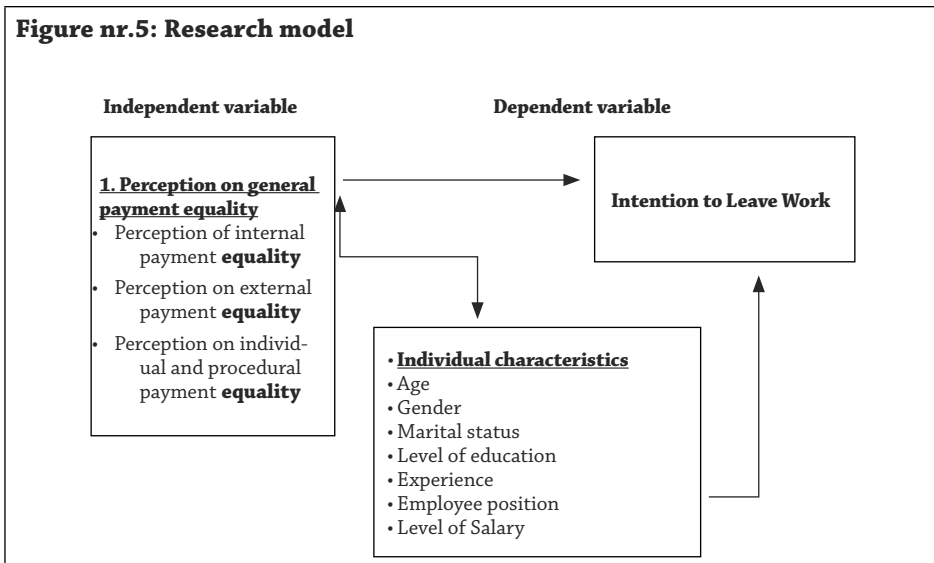 Figure nr.5: Research model
Independent variable
Dependent variable
1. Perception on general
payment equality
• Perception of internal
payment equality
• Perception on external
payment equality
• Perception on individ-
ual and procedural
payment equality
Intention to Leave Work
• Individual characteristics
• Age
• Gender
• Marital status
• Level of education
• Experience
• Employee position
• Level of Salary